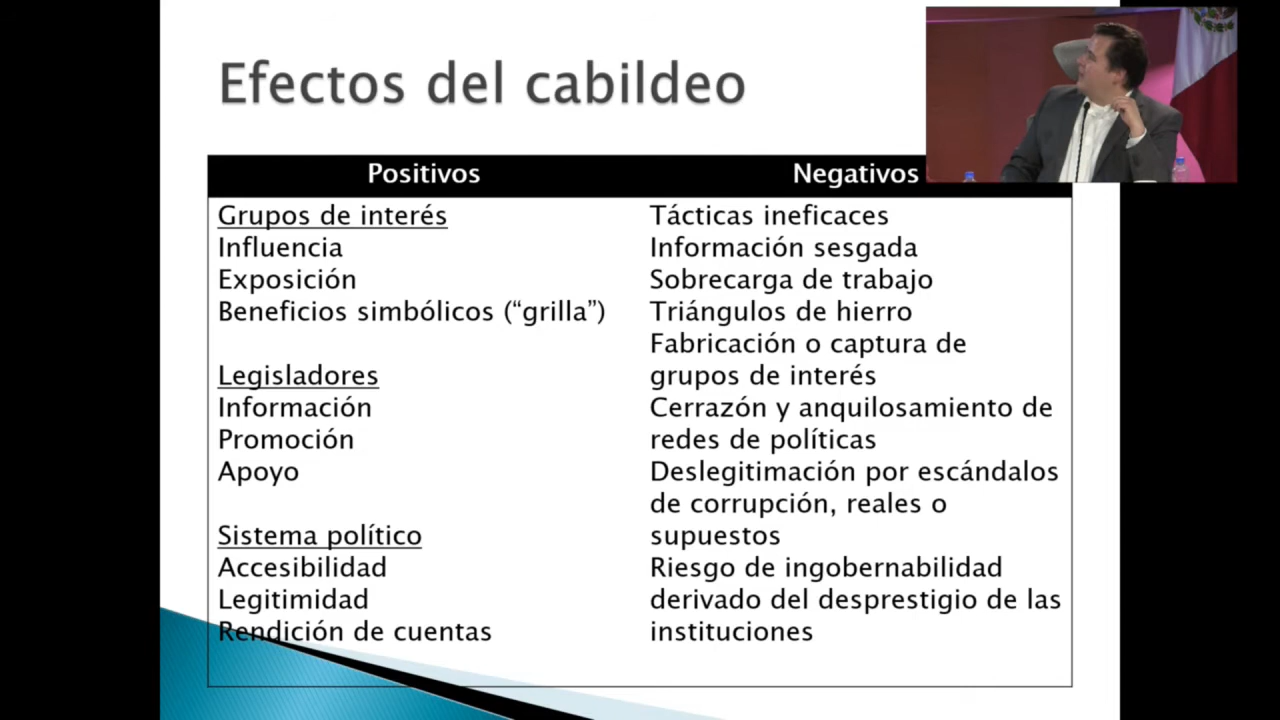 Efectos del cabildeo
Positivos
Negativos
Grupos de interés
Influencia
Exposición
Beneficios simbólicos (“grilla”)
Legisladores
Información
Promoción
Apoyo
Sistema político
Accesibilidad
Legitimidad
Rendición de cuentas
Tácticas ineficaces
Información sesgada
Sobrecarga de trabajo
Triángulos de hierro
Fabricación o captura de
grupos de interés
Cerrazón y anquilosamiento de
redes de políticas
Deslegitimación por escándalos
de corrupción, reales o
supuestos
Riesgo de ingobernabilidad
derivado del desprestigio de las
instituciones